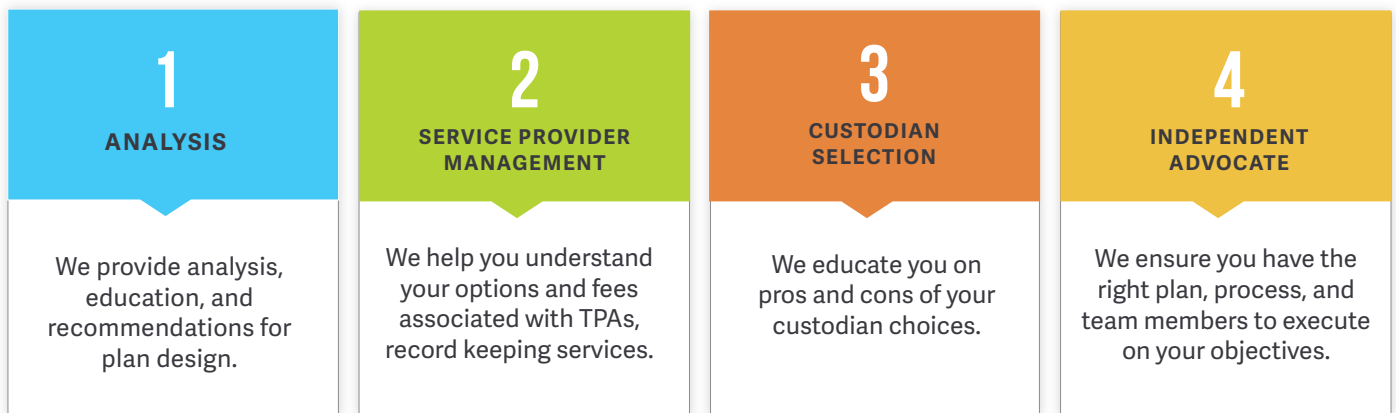 1
ANALYSIS
We provide analysis,
education, and
recommendations for
plan design.
2
SERVICE PROVIDER
MANAGEMENT
We help you understand
your options and fees
associated with TPAs,
record keeping services.
3
CUSTODIAN
SELECTION
We educate you on
pros and cons of your
custodian choices.
4
INDEPENDENT
ADVOCATE
We ensure you have the
right plan, process, and
team members to execute
on your objectives.